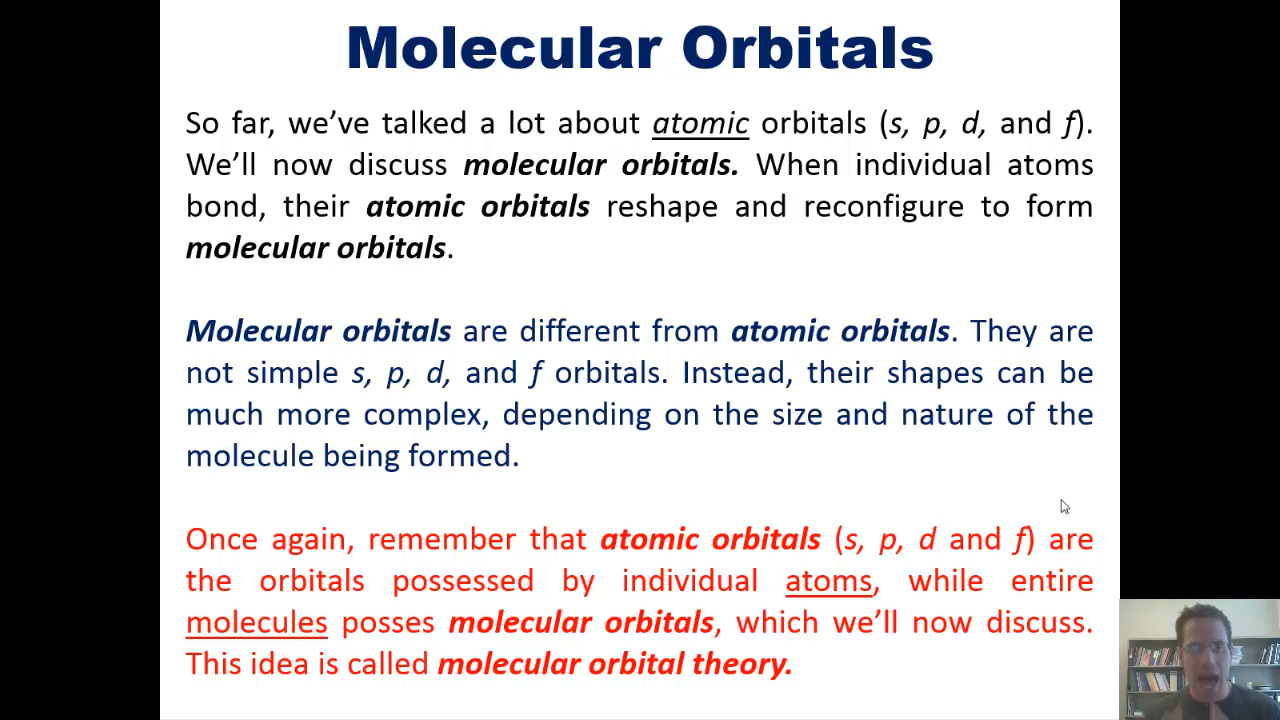 Molecular Orbitals
So far, we’ve talked a lot about atomic orbitals (s, p, d, and f).
We’ll now discuss molecular orbitals. When individual atoms
bond, their atomic orbitals reshape and reconfigure to form
molecular orbitals.
Molecular orbitals are different from atomic orbitals. They are
not simple s, p, d, and f orbitals. Instead, their shapes can be
much more complex, depending on the size and nature of the
molecule being formed.
Once again, remember that atomic orbitals (s, p, d and f) are
the orbitals possessed by individual atoms, while entire
molecules posses molecular orbitals, which we’ll now discuss.
This idea is called molecular orbital theory.